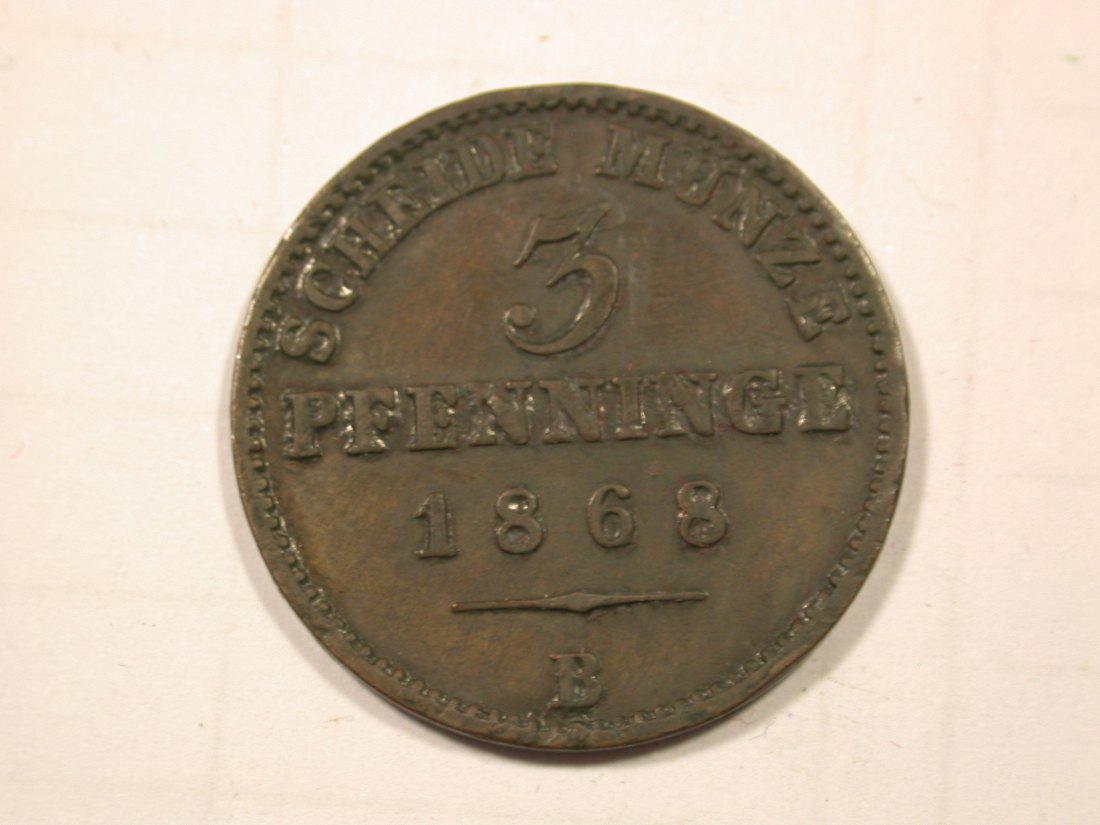 SCHEIDE MÜNZE
3
PFENNINGE
1868
B